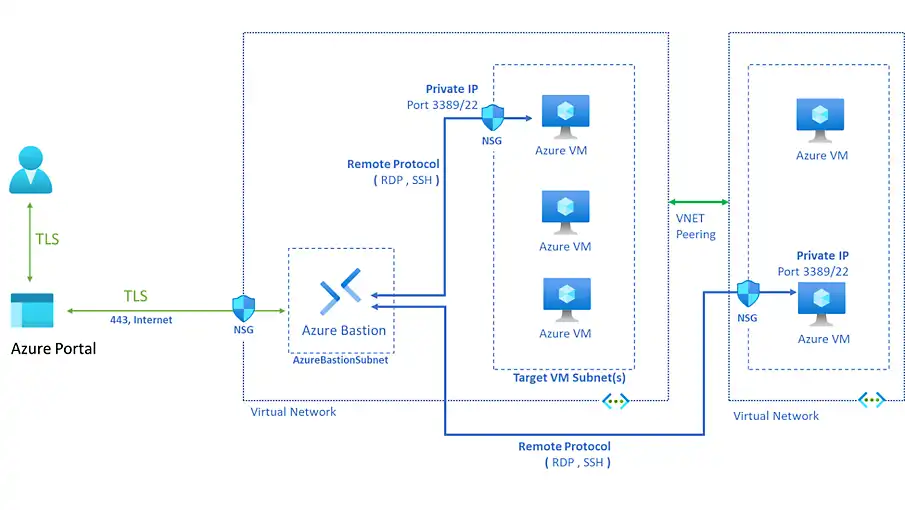 Private IP
Port 3389/22
NSG
Azure VM
Remote Protocol
( RDP , SSH )
Azure VM
Azure VM
Target VM Subnet(s)
TLS
Azure Portal
TLS
443, Internet
NSG
Azure Bastion
AzureBastionSubnet
Virtual Network
VNET
Peering
Azure VM
Private IP
Port 3389/22
NSG
Azure VM
Virtual Network
Remote Protocol
( RDP , SSH )